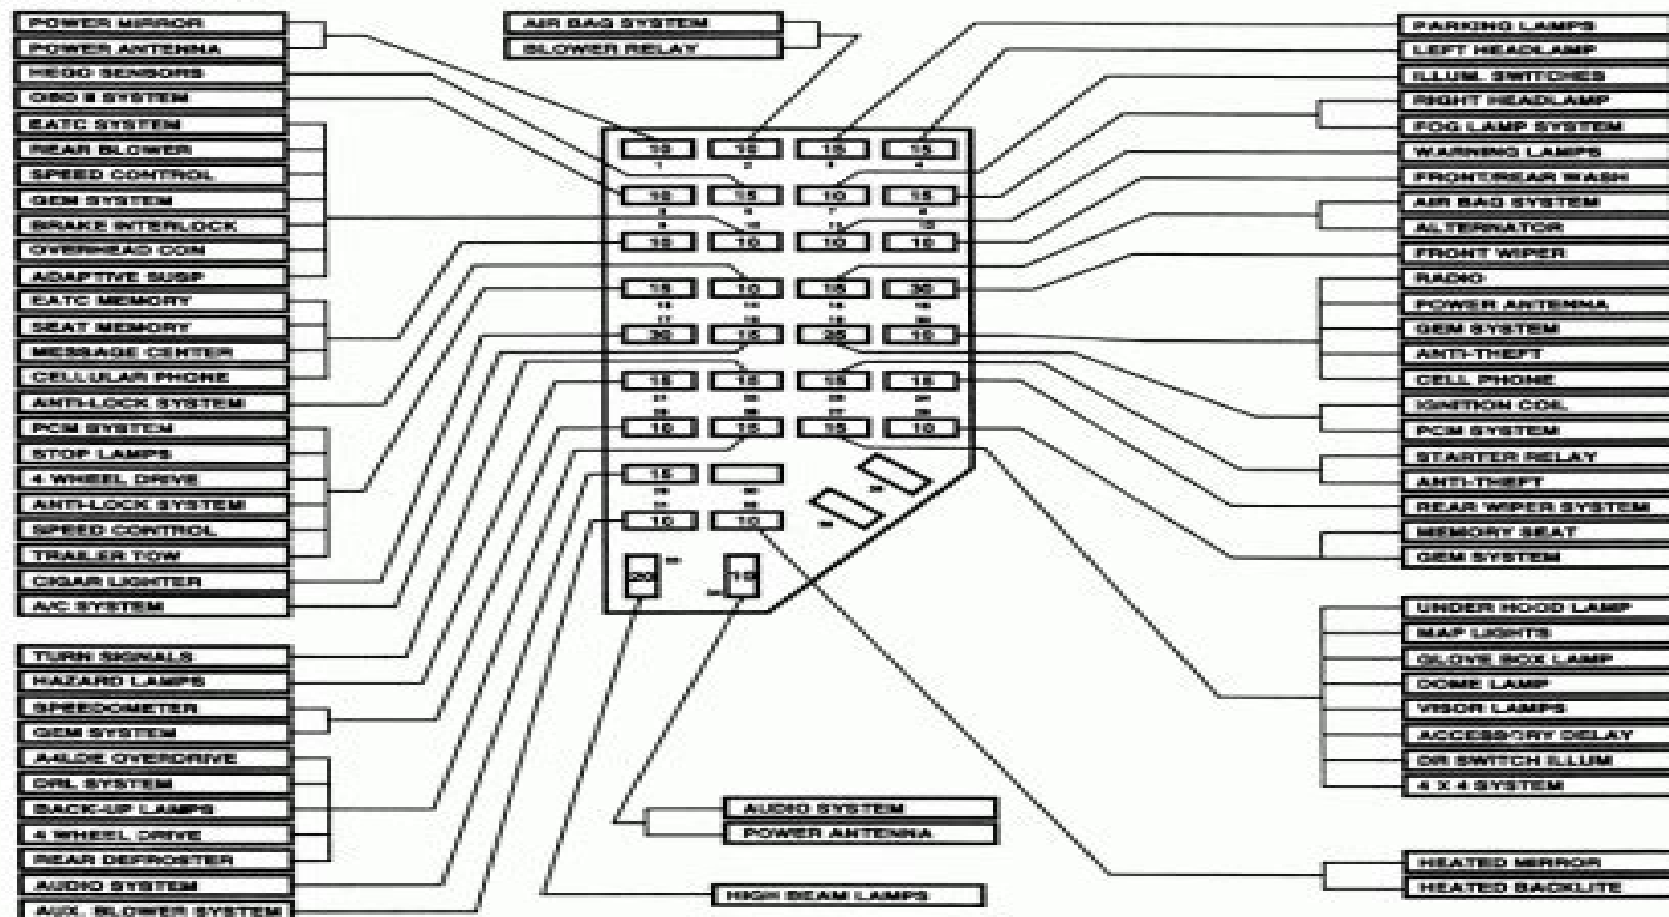 POWER MIRROR
POWER ANTENNA
HEGO SENSORS
OBD II SYSTEM
EATC SYSTEM
REAR BLOWER
SPEED CONTROL
GEM SYSTEM
BRAKE INTERLOCK
OVERHEAD CON
ADAPTIVE SUSP
EATC MEMORY
SEAT MEMORY
MESSAGE CENTER
CELLULAR PHONE
ANTI-LOCK SYSTEM
PCM SYSTEM
STOP LAMPS
4 WHEEL DRIVE
ANTI-LOCK SYSTEM
SPEED CONTROL
TRAILER TOW
CIGAR LIGHTER
A/C SYSTEM
TURN SIGNALS
HAZARD LAMPS
SPEEDOMETER
GEM SYSTEM
A4LDE OVERDRIVE
DRL SYSTEM
BACK-UP LAMPS
4 WHEEL DRIVE
REAR DEFROSTER
AUDIO SYSTEM
AUX. BLOWER SYSTEM
AIR BAG SYSTEM
BLOWER RELAY
10 10 15 15
1 2 3 4
10 15 10 15
10 10 10 10
15 10 15 30
30 15 25 10
15 15 15 15
10 15 15 10
15
10 10
20 10
AUDIO SYSTEM
POWER ANTENNA
HIGH BEAM LAMPS
PARKING LAMPS
LEFT HEADLAMP
ILLUM. SWITCHES
RIGHT HEADLAMP
FOG LAMP SYSTEM
WARNING LAMPS
FRONT/REAR WASH
AIR BAG SYSTEM
ALTERNATOR
FRONT WIPER
RADIO
POWER ANTENNA
GEM SYSTEM
ANTI-THEFT
CELL PHONE
IGNITION COIL
PCM SYSTEM
STARTER RELAY
ANTI-THEFT
REAR WIPER SYSTEM
MEMORY SEAT
GEM SYSTEM
UNDER HOOD LAMP
MAP LIGHTS
GLOVE BOX LAMP
DOME LAMP
VISOR LAMPS
ACCESSORY DELAY
DR SWITCH ILLUM
4 X 4 SYSTEM
HEATED MIRROR
HEATED BACKLITE